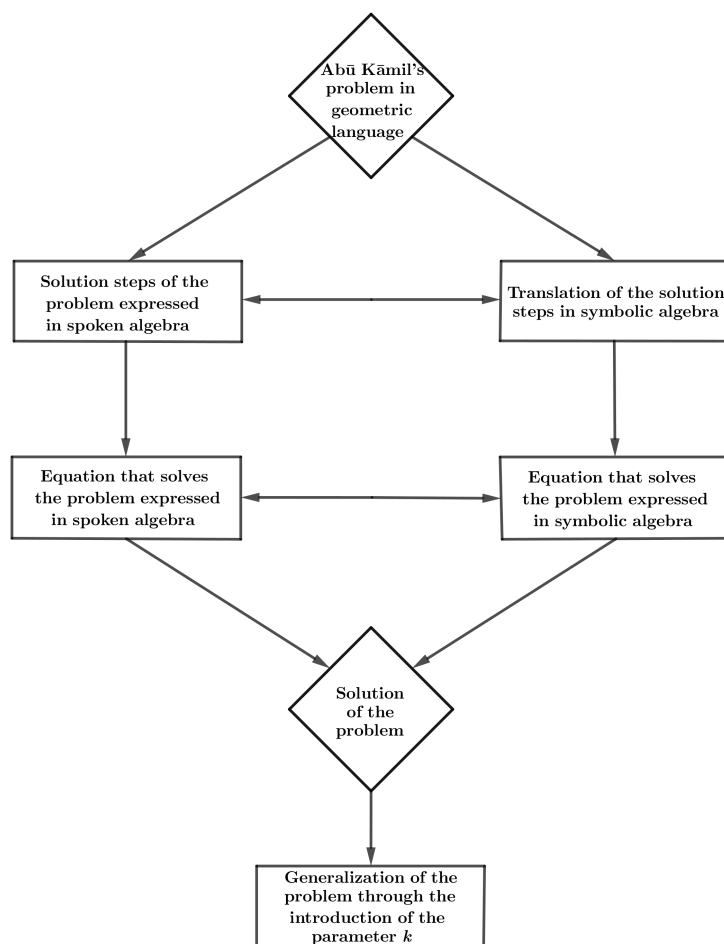 Abū Kāmil's
problem in
geometric
language
Solution steps of the
problem expressed
in spoken algebra
Translation of the solution
steps in symbolic algebra
Equation that solves
the problem expressed
in spoken algebra
Equation that solves
the problem expressed
in symbolic algebra
Solution
of the
problem
Generalization of the
problem through the
introduction of the
parameter k